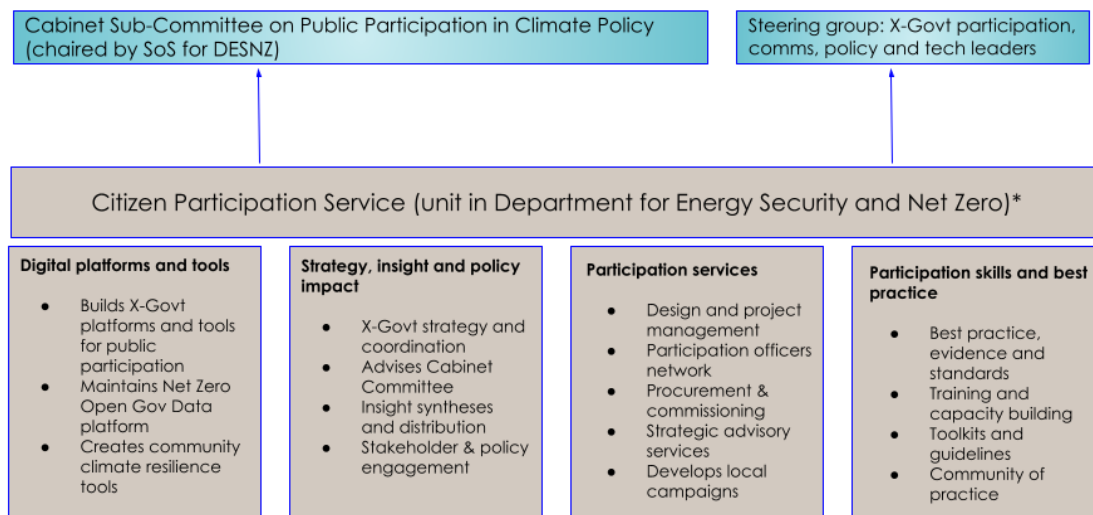 Cabinet Sub-Committee on Public Participation in Climate Policy
(chaired by SoS for DESNZ)
Steering group: X-Govt participation,
comms, policy and tech leaders
Citizen Participation Service (unit in Department for Energy Security and Net Zero)*
Digital platforms and tools
● Builds X-Govt
platforms and tools
for public
participation
● Maintains Net Zero
Open Gov Data
platform
● Creates community
climate resilience
tools
Strategy, insight and policy
impact
● X-Govt strategy and
coordination
● Advises Cabinet
Committee
● Insight syntheses
and distribution
● Stakeholder & policy
engagement
Participation services
● Design and project
management
● Participation officers
network
● Procurement &
commissioning
● Strategic advisory
services
● Develops local
campaigns
Participation skills and best
practice
● Best practice,
evidence and
standards
● Training and
capacity building
● Toolkits and
guidelines
● Community of
practice